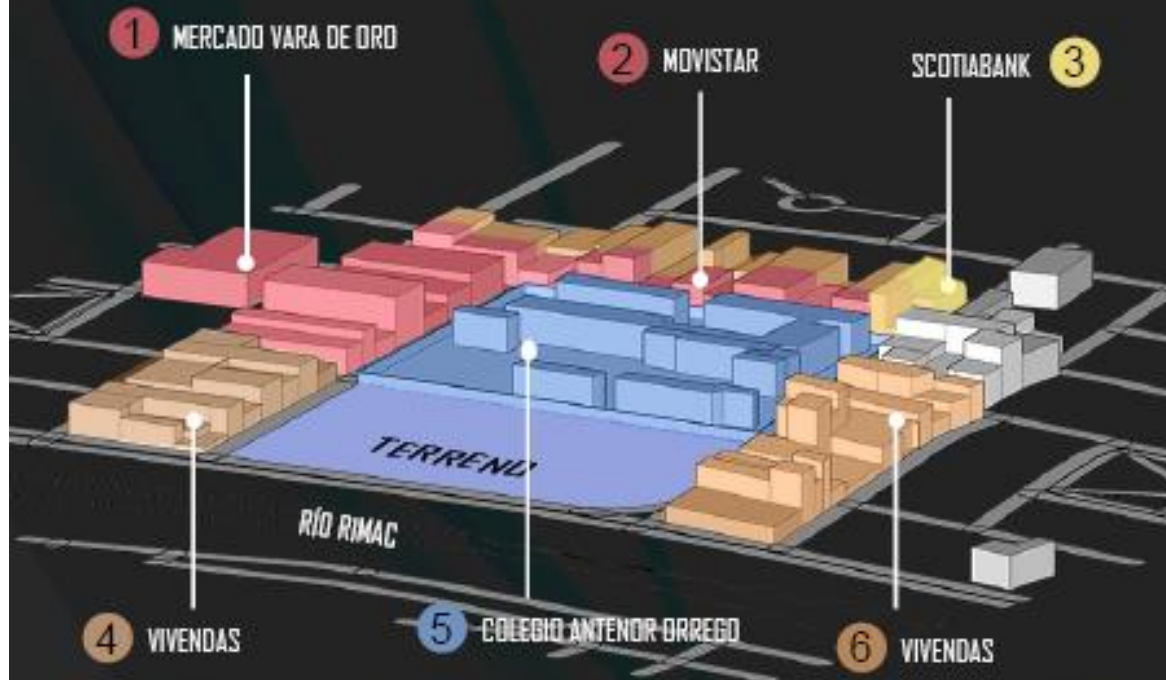 1 MERCADO VARA DE ORO
2 MOVISTAR
SCOTIABANK 3
TERRENO
RÍO RIMAC
4 VIVENDAS
5 COLEGIO ANTENOR ORREGO
6 VIVENDAS